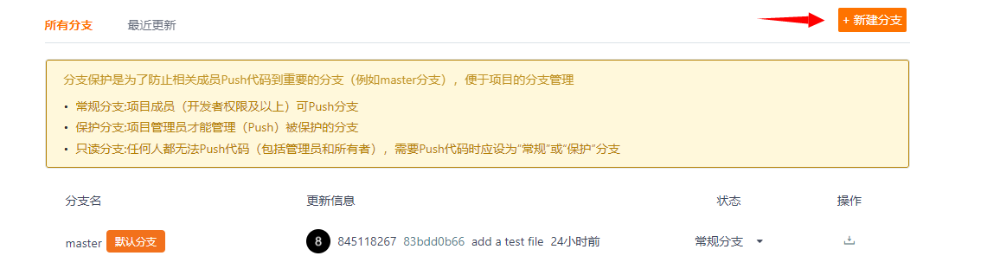 所有分支 最近更新 + 新建分支
分支保护是为了防止相关成员Push代码到重要的分支（例如master分支），便于项目的分支管理
• 常规分支:项目成员（开发者权限及以上）可Push分支
• 保护分支:项目管理员才能管理（Push）被保护的分支
• 只读分支:任何人都无法Push代码（包括管理员和所有者），需要Push代码时应设为“常规”或“保护”分支
分支名 更新信息 状态 操作
master 默认分支 8 845118267 83bdd0b66 add a test file 24小时前 常规分支